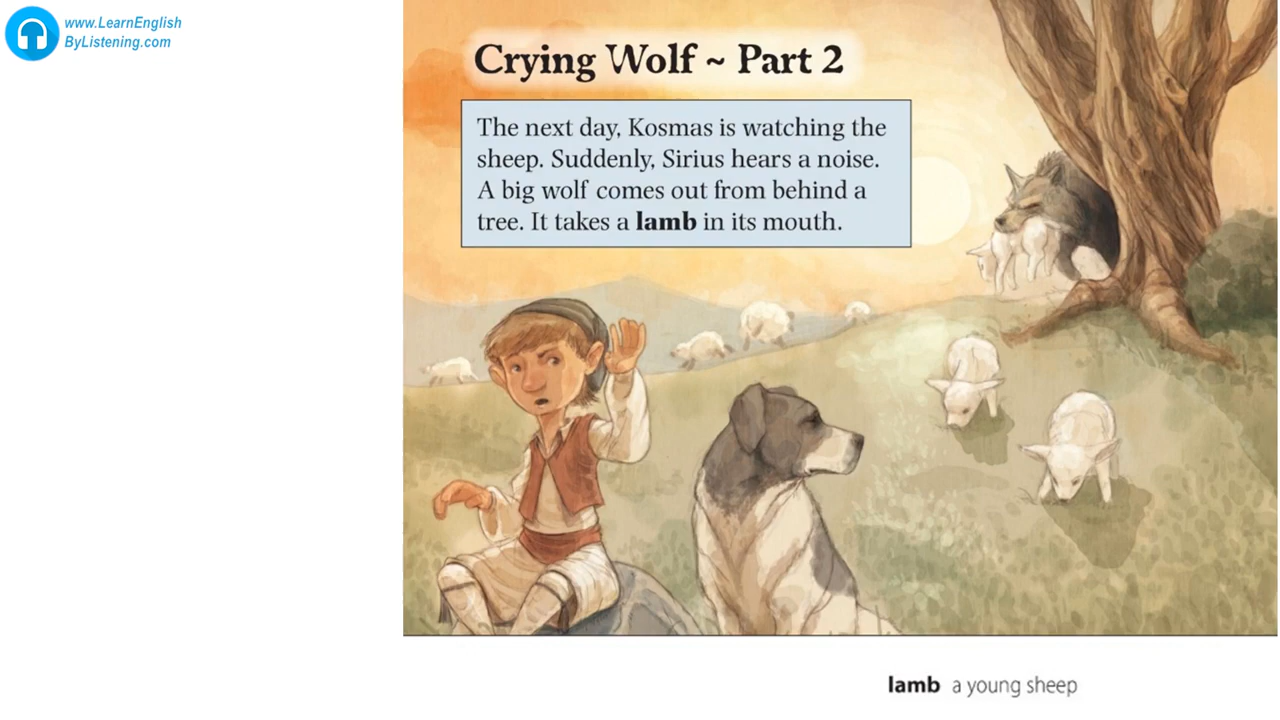 www.LearnEnglish
ByListening.com
Crying Wolf ~ Part 2
The next day, Kosmas is watching the
sheep. Suddenly, Sirius hears a noise.
A big wolf comes out from behind a
tree. It takes a lamb in its mouth.
lamb a young sheep